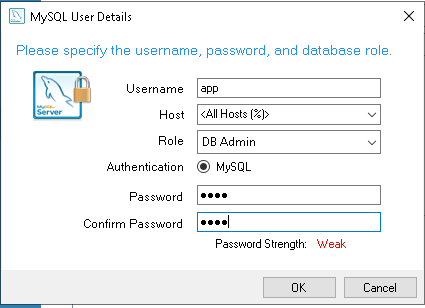 MySQL User Details
Please specify the username, password, and database role.
MySQL
Server
Username app
Host <All Hosts (%)>
Role DB Admin
Authentication MySQL
Password ●●●●
Confirm Password ●●●●
Password Strength: Weak
OK Cancel